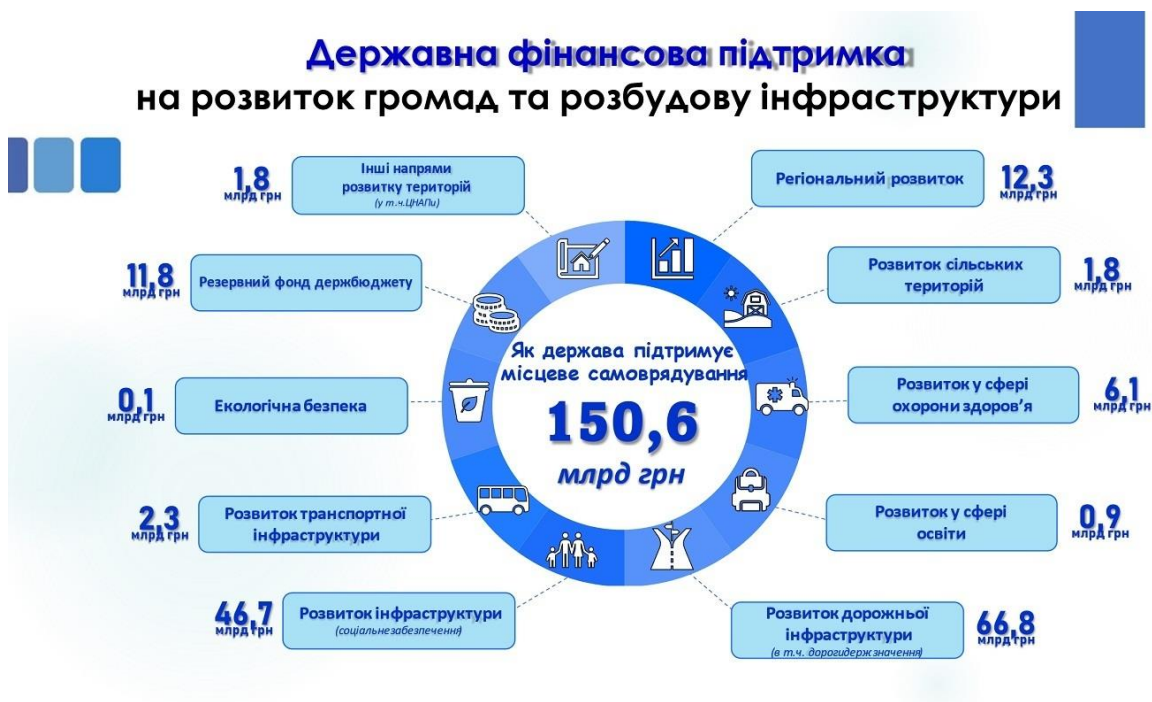 Державна фінансова підтримка
на розвиток громад та розбудову інфраструктури
1,8
млрд грн
Інші напрями
розвитку територій
(у т.ч.ЦНАПи)
Регіональний розвиток
12,3
млрд грн
11,8
млрд грн
Резервний фонд держбюджету
Розвиток сільських
територій
1,8
млрд грн
Як держава підтримує
місцеве самоврядування
150,6
млрд грн
0,1
млрд грн
Екологічна безпека
Розвиток у сфері
охорони здоров’я
6,1
млрд грн
2,3
млрд грн
Розвиток транспортної
інфраструктури
Розвиток у сфері
освіти
0,9
млрд грн
46,7
млрд грн
Розвиток інфраструктури
(соціальнезабезпечення)
Розвиток дорожньої
інфраструктури
(в т.ч. дорогидерж значення)
66,8
млрд грн